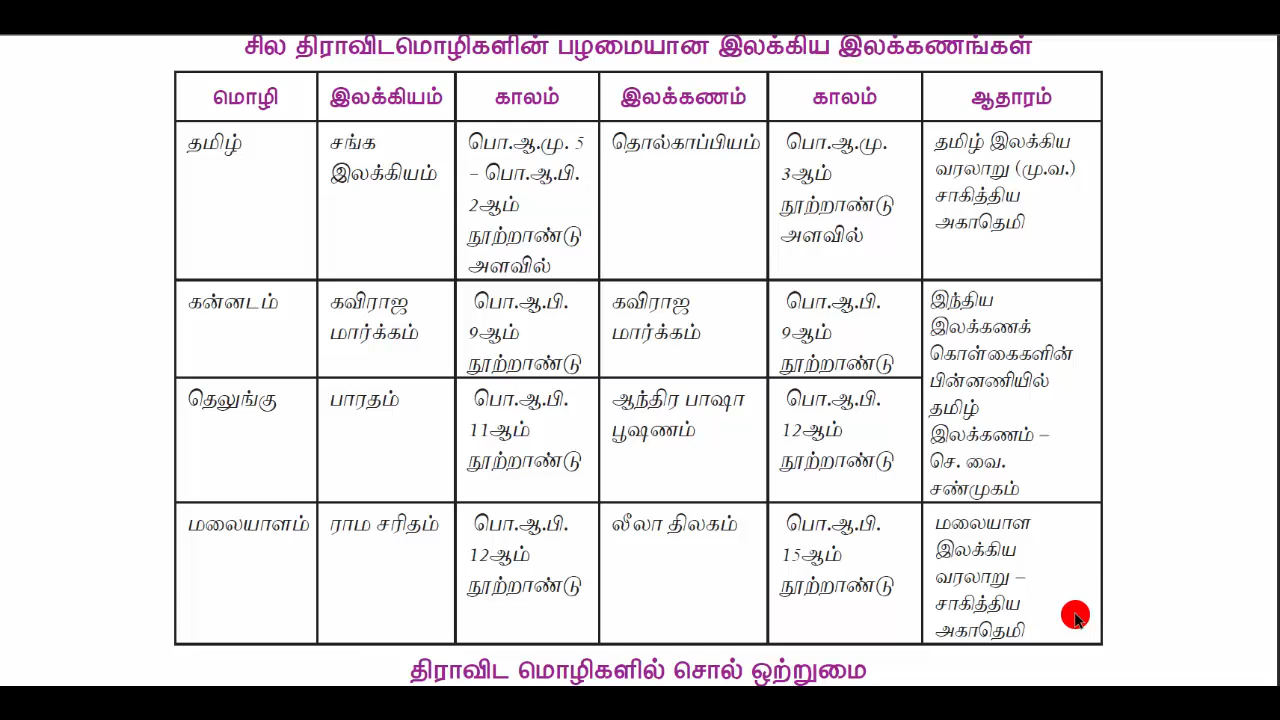 சில திராவிடமொழிகளின் பழமையான இலக்கிய இலக்கணங்கள்
மொழி
இலக்கியம்
காலம்
இலக்கணம்
காலம்
ஆதாரம்
தமிழ்
சங்க
இலக்கியம்
பொ.ஆ.மு. 5
– பொ.ஆ.பி.
2ஆம்
நூற்றாண்டு
அளவில்
தொல்காப்பியம்
பொ.ஆ.மு.
3ஆம்
நூற்றாண்டு
அளவில்
தமிழ் இலக்கிய
வரலாறு (மு.வ.)
சாகித்திய
அகாதெமி
கன்னடம்
கவிராஜ
மார்க்கம்
பொ.ஆ.பி.
9ஆம்
நூற்றாண்டு
கவிராஜ
மார்க்கம்
பொ.ஆ.பி.
9ஆம்
நூற்றாண்டு
இந்திய
இலக்கணக்
கொள்கைகளின்
பின்னணியில்
தமிழ்
இலக்கணம் –
செ. வை.
சண்முகம்
தெலுங்கு
பாரதம்
பொ.ஆ.பி.
11ஆம்
நூற்றாண்டு
ஆந்திர பாஷா
பூஷணம்
பொ.ஆ.பி.
12ஆம்
நூற்றாண்டு
மலையாளம்
ராம சரிதம்
பொ.ஆ.பி.
12ஆம்
நூற்றாண்டு
லீலா திலகம்
பொ.ஆ.பி.
15ஆம்
நூற்றாண்டு
மலையாள
இலக்கிய
வரலாறு –
சாகித்திய
அகாதெமி
திராவிட மொழிகளில் சொல் ஒற்றுமை